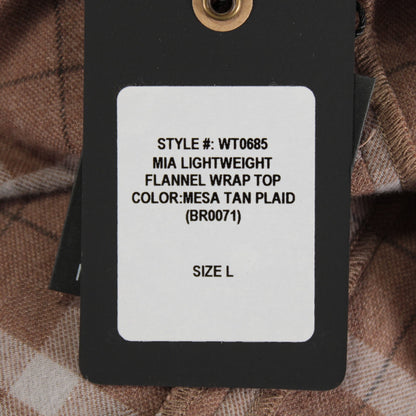 STYLE #: WT0685
MIA LIGHTWEIGHT
FLANNEL WRAP TOP
COLOR:MESA TAN PLAID
(BR0071)
SIZE L